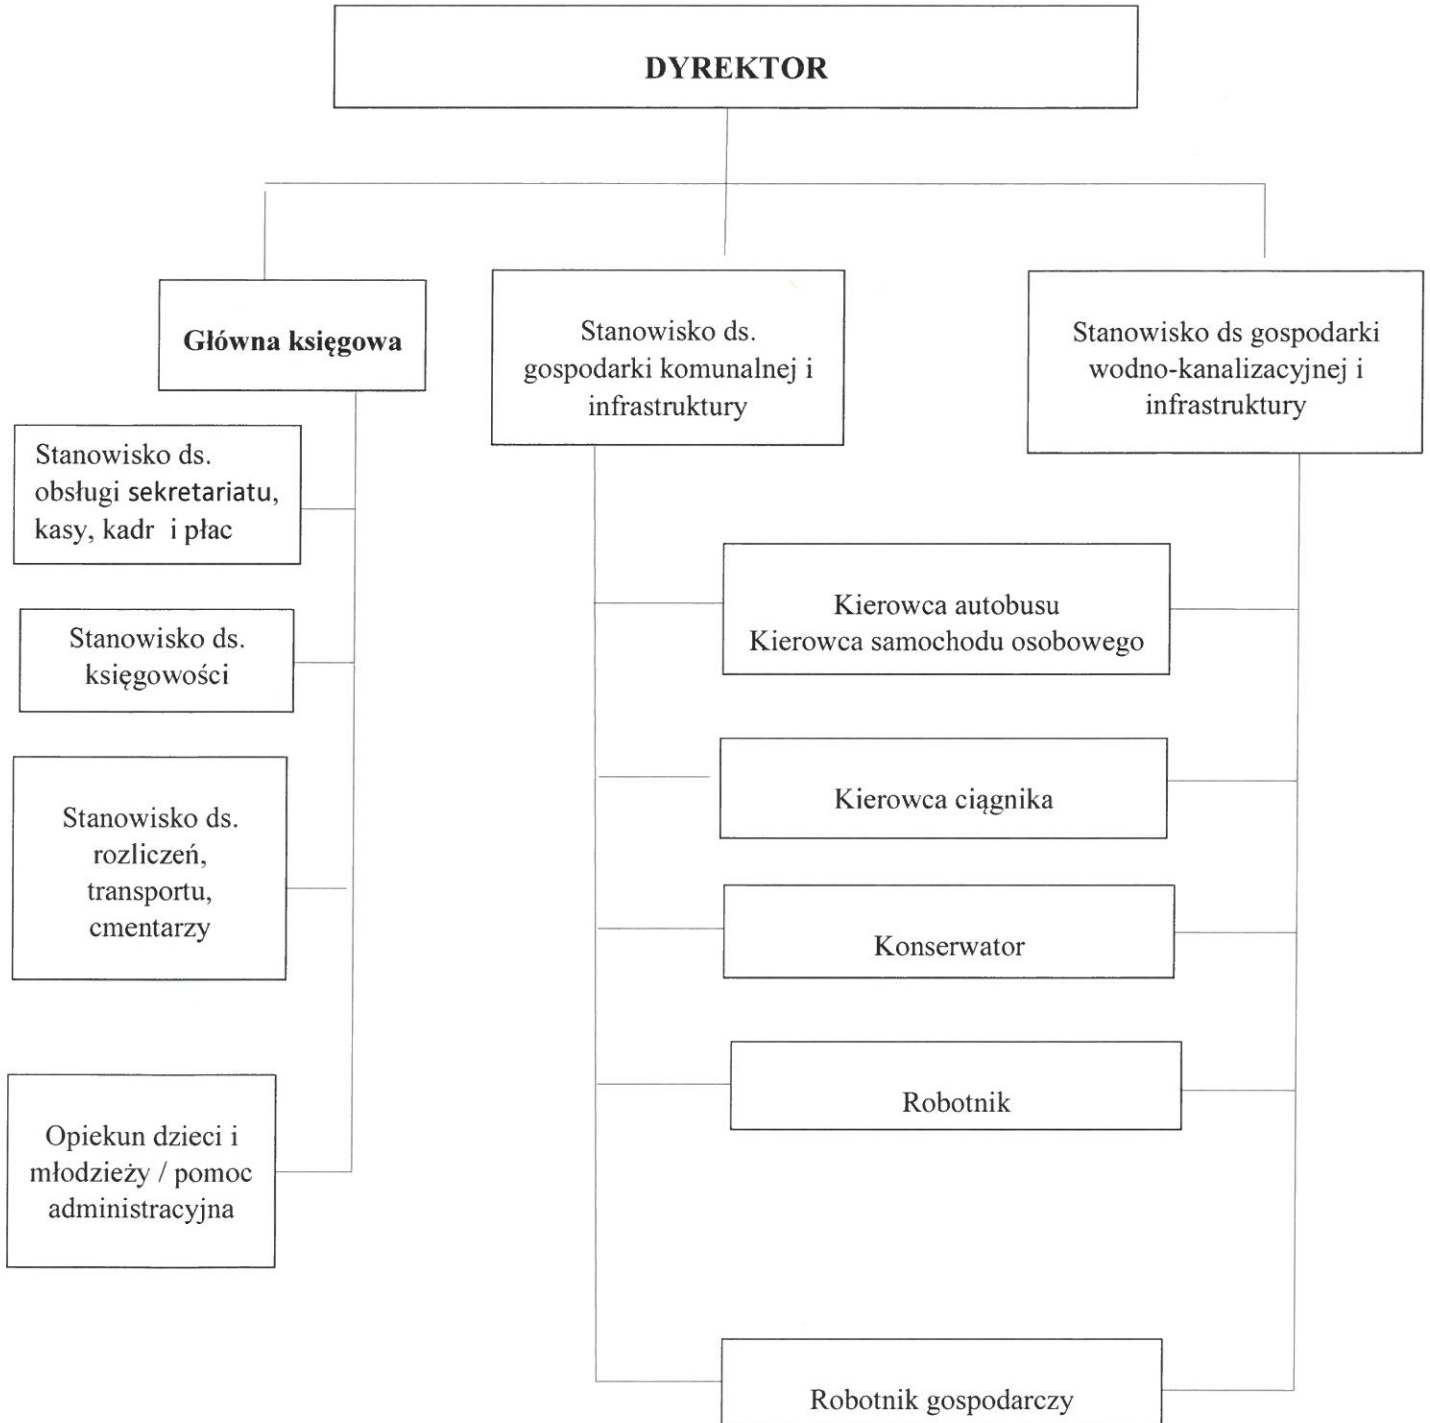 DYREKTOR
Główna księgowa
Stanowisko ds.
gospodarki komunalnej i
infrastruktury
Stanowisko ds gospodarki
wodno-kanalizacyjnej i
infrastruktury
Stanowisko ds.
obsługi sekretariatu,
kasy, kadr i płac
Stanowisko ds.
księgowości
Stanowisko ds.
rozliczeń,
transportu,
cmentarzy
Opiekun dzieci i
młodzieży / pomoc
administracyjna
Kierowca autobusu
Kierowca samochodu osobowego
Kierowca ciągnika
Konserwator
Robotnik
Robotnik gospodarczy